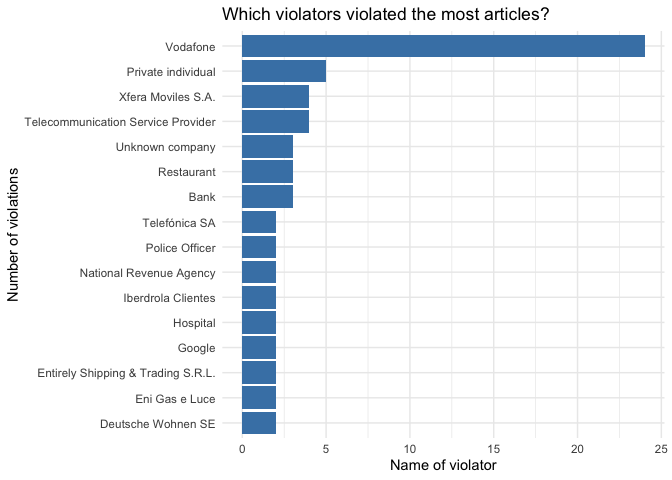 Which violators violated the most articles?
Number of violations
Vodafone
Private individual
Xfera Moviles S.A.
Telecommunication Service Provider
Unknown company
Restaurant
Bank
Telefónica SA
Police Officer
National Revenue Agency
Iberdrola Clientes
Hospital
Google
Entirely Shipping & Trading S.R.L.
Eni Gas e Luce
Deutsche Wohnen SE
0 5 10 15 20 25
Name of violator